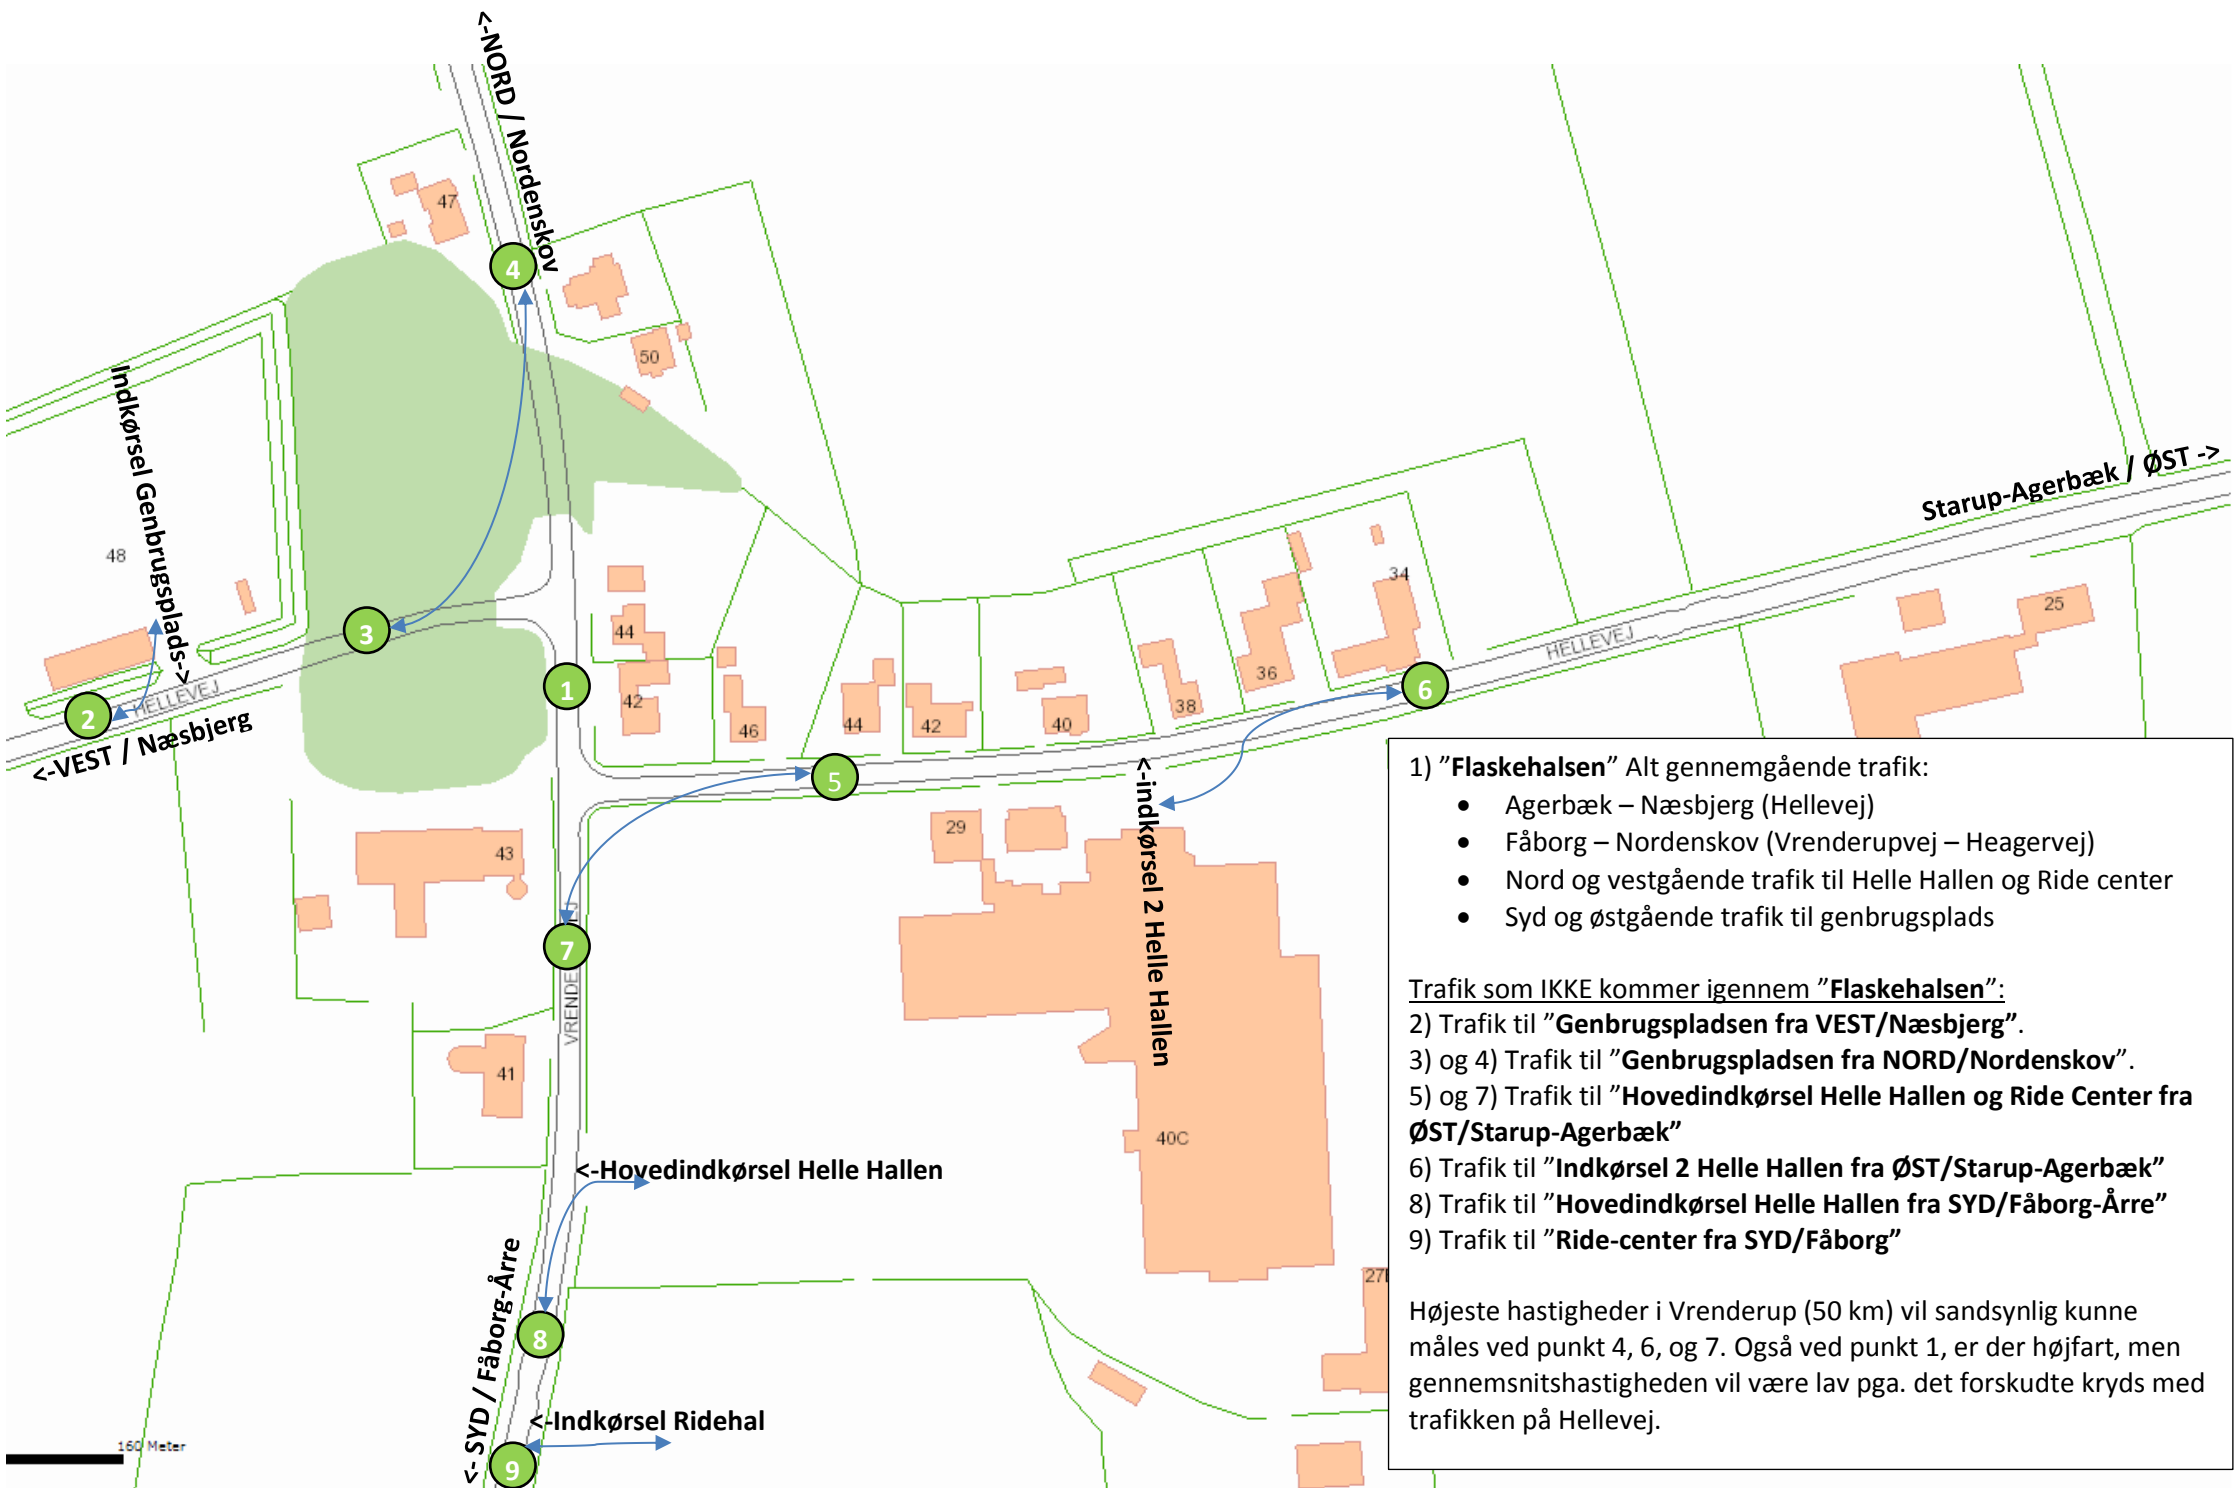 <-NORD / Nordenskov
47
4
50
Indkørsel Genbrugsplads->
48
3
HELLEVEJ
2
<-VEST / Næsbjerg
1
44
42
46
44
42
40
38
36
34
6
5
HELLEVEJ
Starup-Agerbæk / ØST ->
25
<-indkørsel 2 Helle Hallen
29
43
7
41
40C
<-Hovedindkørsel Helle Hallen
<- SYD / Fåborg-Årre
8
<-Indkørsel Ridehal
9
160 Meter
1) ”Flaskehalsen” Alt gennemgående trafik:
• Agerbæk – Næsbjerg (Hellevej)
• Fåborg – Nordenskov (Vrenderupvej – Heagervej)
• Nord og vestgående trafik til Helle Hallen og Ride center
• Syd og østgående trafik til genbrugsplads
Trafik som IKKE kommer igennem ”Flaskehalsen”:
2) Trafik til ”Genbrugspladsen fra VEST/Næsbjerg”.
3) og 4) Trafik til ”Genbrugspladsen fra NORD/Nordenskov”.
5) og 7) Trafik til ”Hovedindkørsel Helle Hallen og Ride Center fra
ØST/Starup-Agerbæk”
6) Trafik til ”Indkørsel 2 Helle Hallen fra ØST/Starup-Agerbæk”
8) Trafik til ”Hovedindkørsel Helle Hallen fra SYD/Fåborg-Årre”
9) Trafik til ”Ride-center fra SYD/Fåborg”
Højeste hastigheder i Vrenderup (50 km) vil sandsynlig kunne
måles ved punkt 4, 6, og 7. Også ved punkt 1, er der højfart, men
gennemsnitshastigheden vil være lav pga. det forskudte kryds med
trafikken på Hellevej.